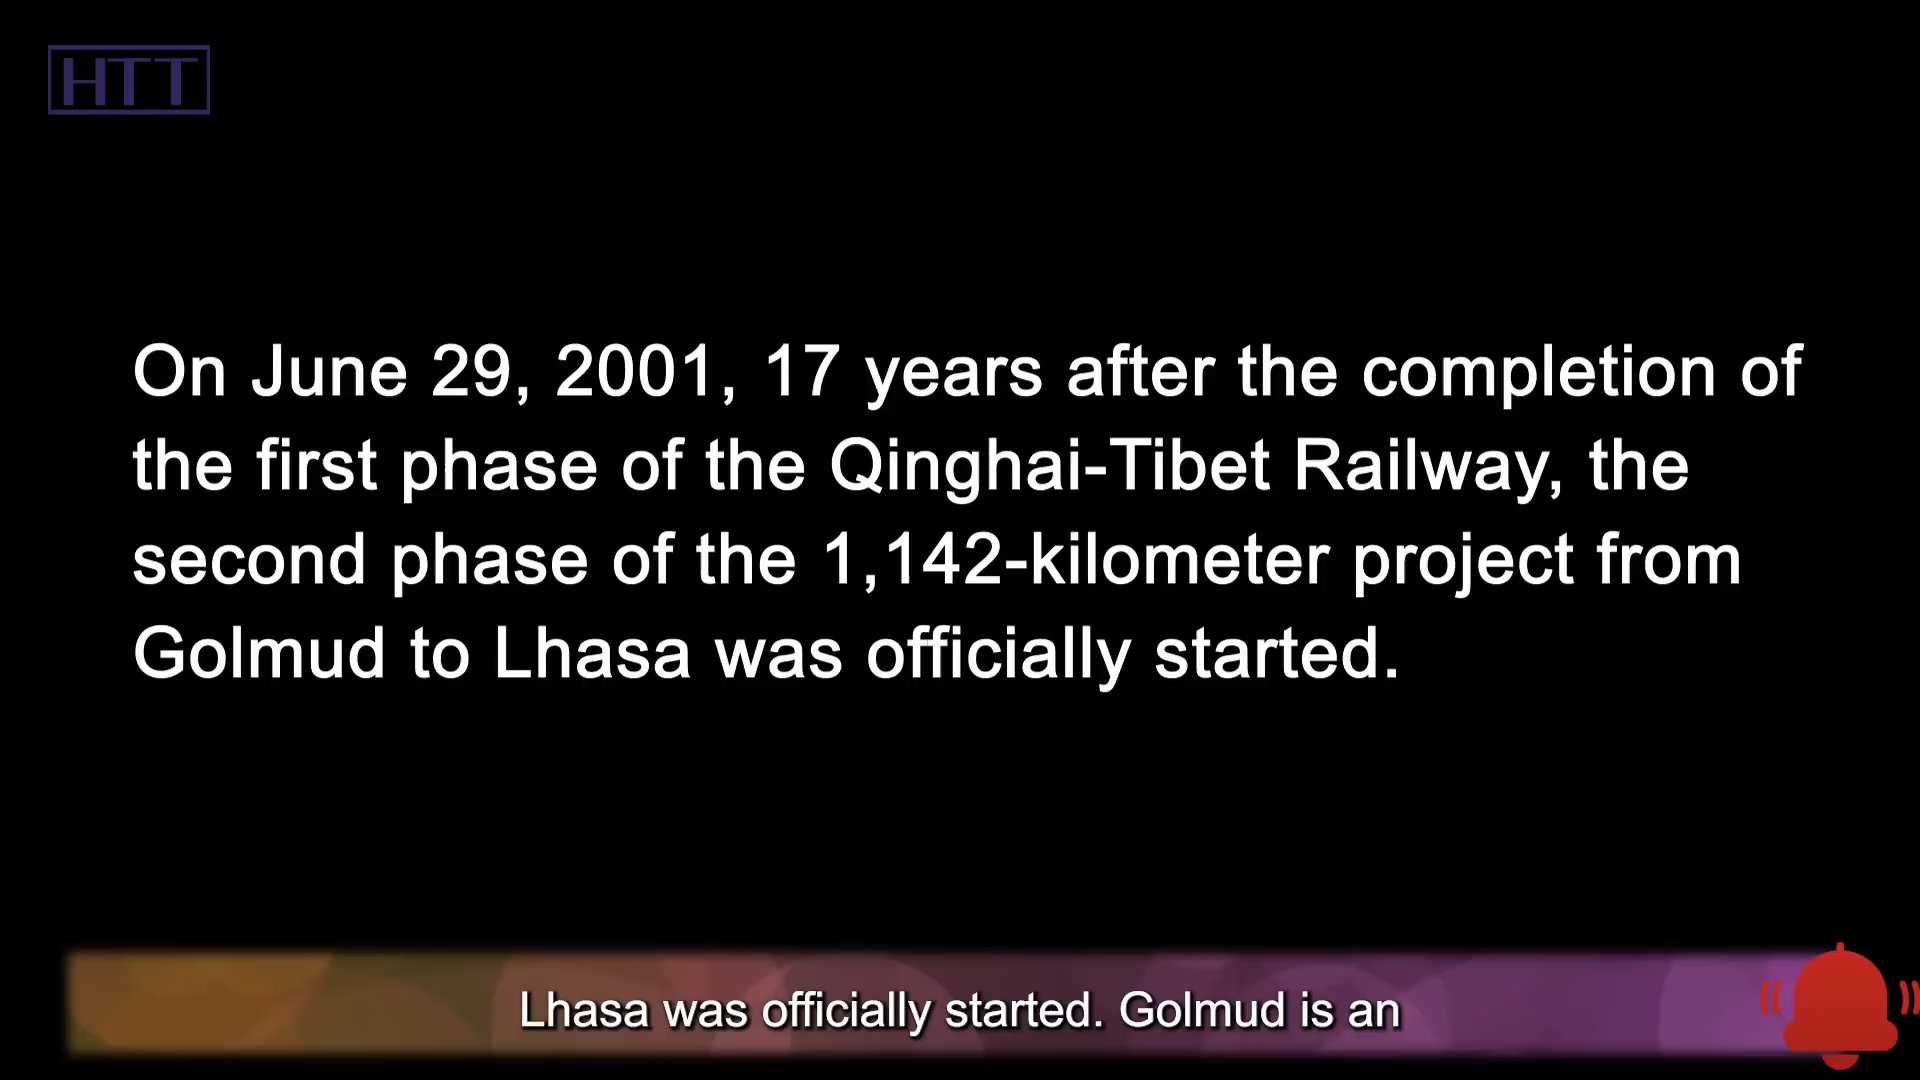 HTT
On June 29, 2001, 17 years after the completion of
the first phase of the Qinghai-Tibet Railway, the
second phase of the 1,142-kilometer project from
Golmud to Lhasa was officially started.
Lhasa was officially started. Golmud is an